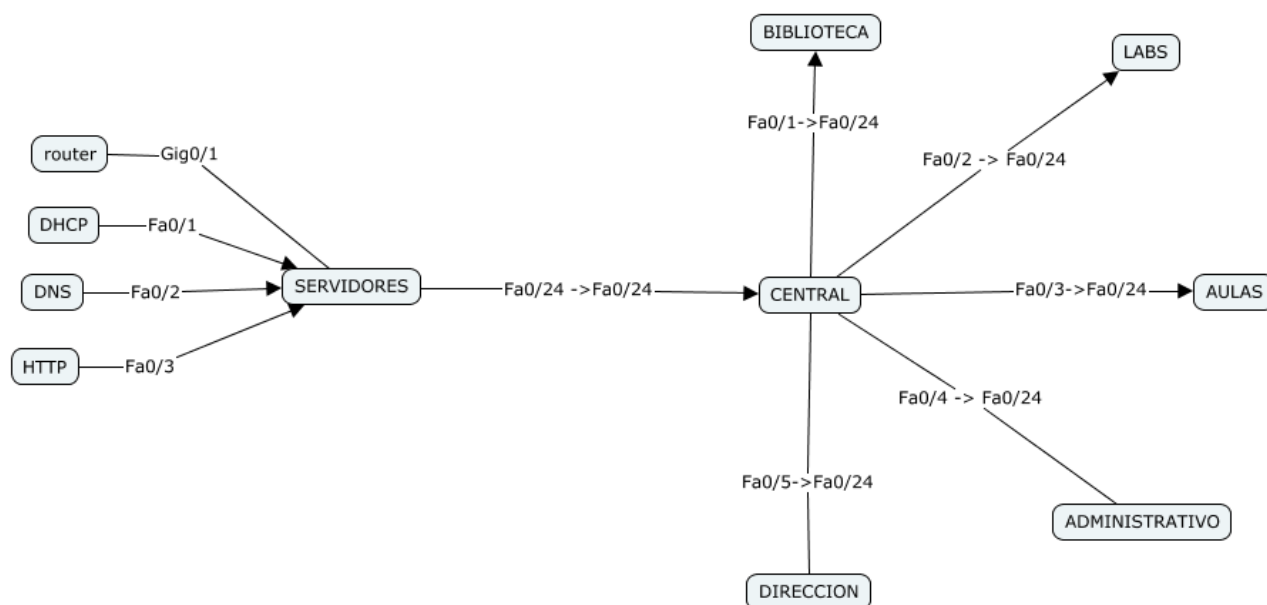 BIBLIOTECA
LABS
Fa0/1->Fa0/24
router
Gig0/1
Fa0/2 -> Fa0/24
DHCP
Fa0/1
DNS
Fa0/2
SERVIDORES
Fa0/24 ->Fa0/24
CENTRAL
Fa0/3->Fa0/24
AULAS
HTTP
Fa0/3
Fa0/4 -> Fa0/24
Fa0/5->Fa0/24
ADMINISTRATIVO
DIRECCION